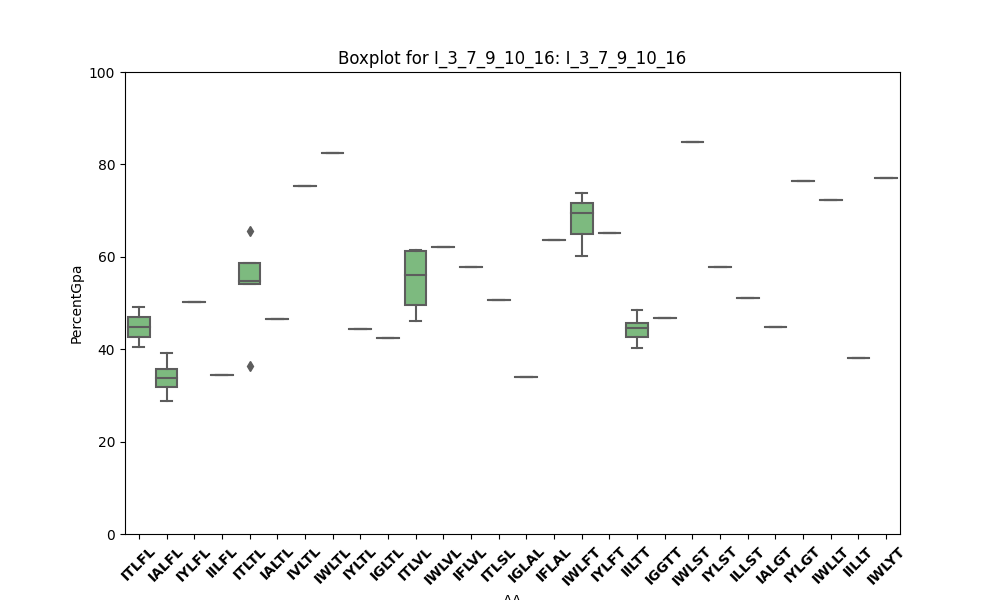 Boxplot for I_3_7_9_10_16: I_3_7_9_10_16
PercentGpa
100
80
60
40
20
0
ITLFL IALFL IYLFL IILFL ITLTL IALTL IVLTL IWLTL IYLTL IGLTL ITLVL IWLVL IFLVL ITLSL IGLAL IFLAL IWLFT IYLFT IILTT IGGTT IWLST IYLST ILLST IALGT IYLGT IWLLT IILLT IWLYT
AA